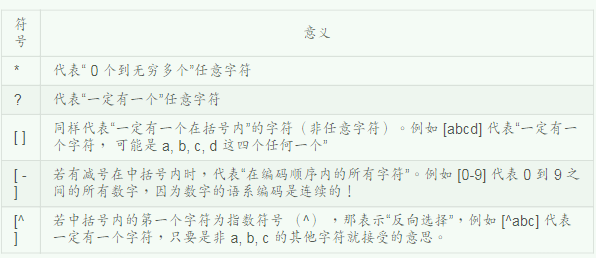 符号 意义
* 代表“ 0 个到无穷多个”任意字符
? 代表“一定有一个”任意字符
[ ] 同样代表“一定有一个在括号内”的字符（非任意字符）。例如 [abcd] 代表“一定有一
个字符， 可能是 a, b, c, d 这四个任何一个”
[ - ] 若有减号在中括号内时，代表“在编码顺序内的所有字符”。例如 [0-9] 代表 0 到 9 之
间的所有数字，因为数字的语系编码是连续的！
[^ ] 若中括号内的第一个字符为指数符号 （^） ，那表示“反向选择”，例如 [^abc] 代表
一定有一个字符，只要是非 a, b, c 的其他字符就接受的意思。